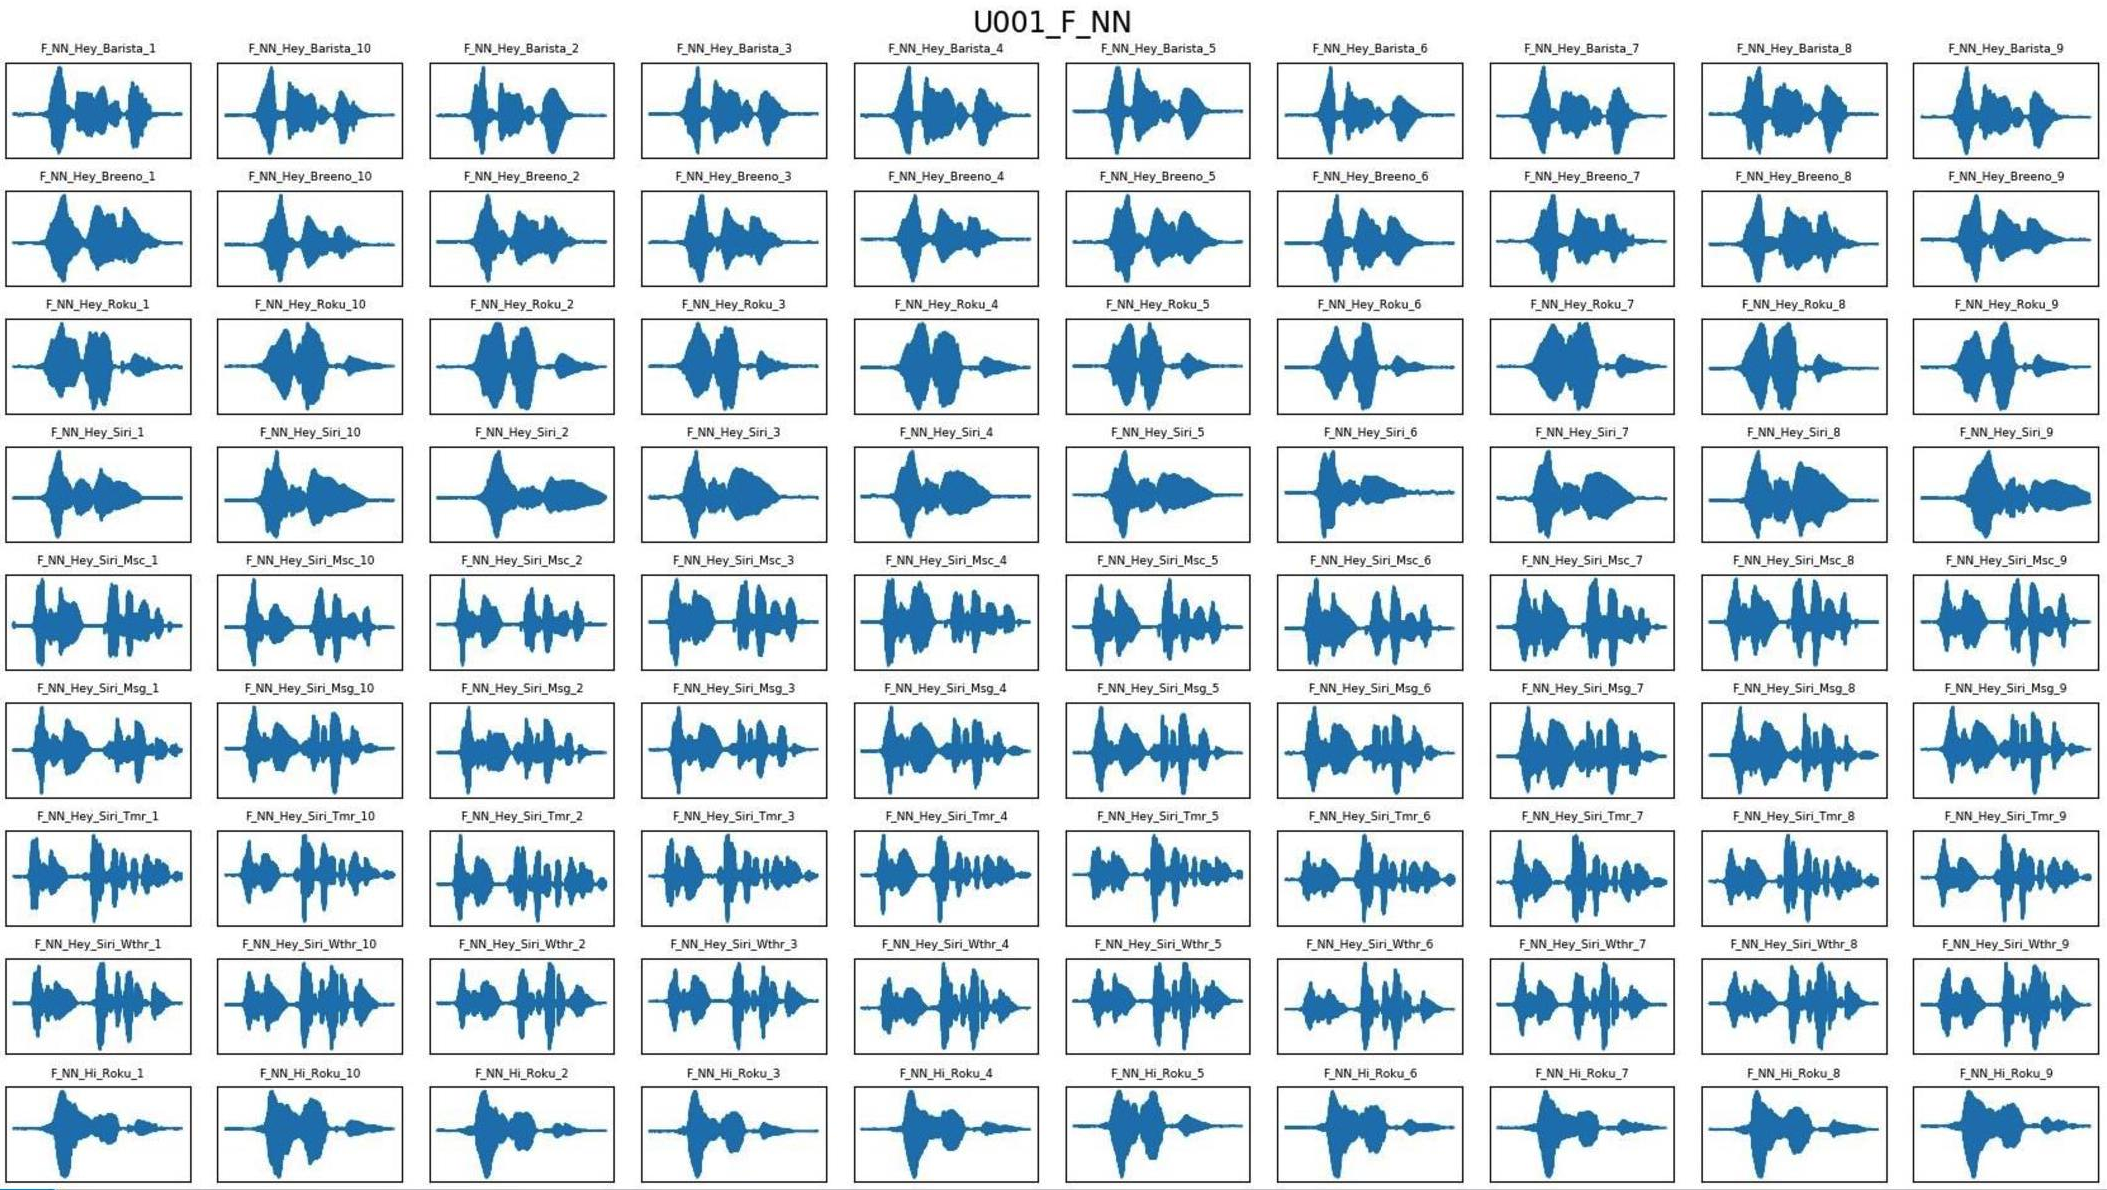 U001_F_NN
F_NN_Hey_Barista_1 F_NN_Hey_Barista_10 F_NN_Hey_Barista_2 F_NN_Hey_Barista_3 F_NN_Hey_Barista_4 F_NN_Hey_Barista_5 F_NN_Hey_Barista_6 F_NN_Hey_Barista_7 F_NN_Hey_Barista_8 F_NN_Hey_Barista_9
F_NN_Hey_Breeno_1 F_NN_Hey_Breeno_10 F_NN_Hey_Breeno_2 F_NN_Hey_Breeno_3 F_NN_Hey_Breeno_4 F_NN_Hey_Breeno_5 F_NN_Hey_Breeno_6 F_NN_Hey_Breeno_7 F_NN_Hey_Breeno_8 F_NN_Hey_Breeno_9
F_NN_Hey_Roku_1 F_NN_Hey_Roku_10 F_NN_Hey_Roku_2 F_NN_Hey_Roku_3 F_NN_Hey_Roku_4 F_NN_Hey_Roku_5 F_NN_Hey_Roku_6 F_NN_Hey_Roku_7 F_NN_Hey_Roku_8 F_NN_Hey_Roku_9
F_NN_Hey_Siri_1 F_NN_Hey_Siri_10 F_NN_Hey_Siri_2 F_NN_Hey_Siri_3 F_NN_Hey_Siri_4 F_NN_Hey_Siri_5 F_NN_Hey_Siri_6 F_NN_Hey_Siri_7 F_NN_Hey_Siri_8 F_NN_Hey_Siri_9
F_NN_Hey_Siri_Msc_1 F_NN_Hey_Siri_Msc_10 F_NN_Hey_Siri_Msc_2 F_NN_Hey_Siri_Msc_3 F_NN_Hey_Siri_Msc_4 F_NN_Hey_Siri_Msc_5 F_NN_Hey_Siri_Msc_6 F_NN_Hey_Siri_Msc_7 F_NN_Hey_Siri_Msc_8 F_NN_Hey_Siri_Msc_9
F_NN_Hey_Siri_Msg_1 F_NN_Hey_Siri_Msg_10 F_NN_Hey_Siri_Msg_2 F_NN_Hey_Siri_Msg_3 F_NN_Hey_Siri_Msg_4 F_NN_Hey_Siri_Msg_5 F_NN_Hey_Siri_Msg_6 F_NN_Hey_Siri_Msg_7 F_NN_Hey_Siri_Msg_8 F_NN_Hey_Siri_Msg_9
F_NN_Hey_Siri_Tmr_1 F_NN_Hey_Siri_Tmr_10 F_NN_Hey_Siri_Tmr_2 F_NN_Hey_Siri_Tmr_3 F_NN_Hey_Siri_Tmr_4 F_NN_Hey_Siri_Tmr_5 F_NN_Hey_Siri_Tmr_6 F_NN_Hey_Siri_Tmr_7 F_NN_Hey_Siri_Tmr_8 F_NN_Hey_Siri_Tmr_9
F_NN_Hey_Siri_Wthr_1 F_NN_Hey_Siri_Wthr_10 F_NN_Hey_Siri_Wthr_2 F_NN_Hey_Siri_Wthr_3 F_NN_Hey_Siri_Wthr_4 F_NN_Hey_Siri_Wthr_5 F_NN_Hey_Siri_Wthr_6 F_NN_Hey_Siri_Wthr_7 F_NN_Hey_Siri_Wthr_8 F_NN_Hey_Siri_Wthr_9
F_NN_Hi_Roku_1 F_NN_Hi_Roku_10 F_NN_Hi_Roku_2 F_NN_Hi_Roku_3 F_NN_Hi_Roku_4 F_NN_Hi_Roku_5 F_NN_Hi_Roku_6 F_NN_Hi_Roku_7 F_NN_Hi_Roku_8 F_NN_Hi_Roku_9